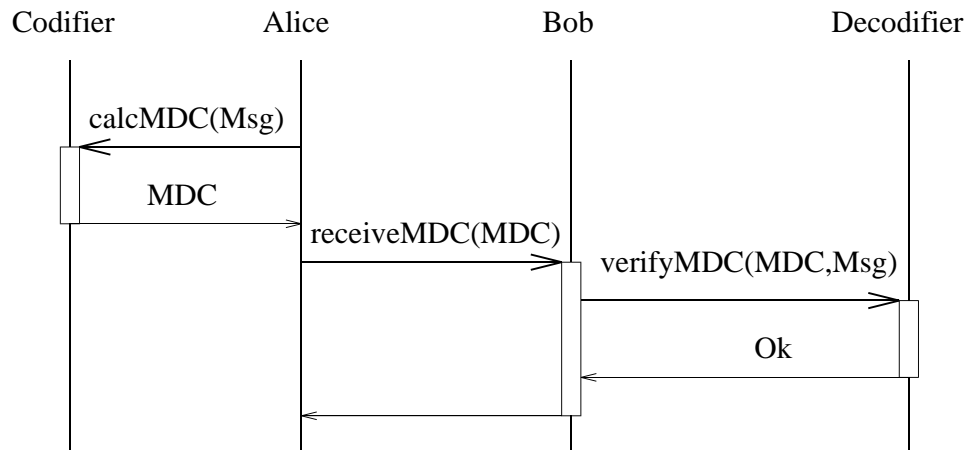 Codifier Alice Bob Decodifier
calcMDC(Msg)
MDC
receiveMDC(MDC)
verifyMDC(MDC,Msg)
Ok